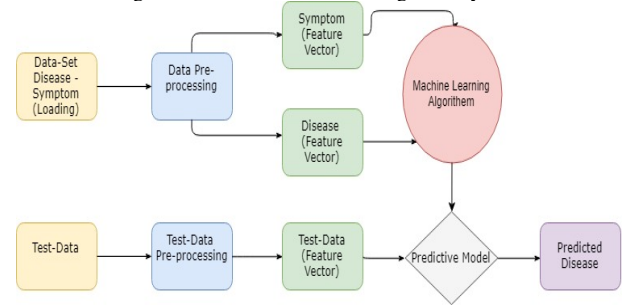 Symptom
(Feature
Vector)
Data-Set
Disease -
Symptom
(Loading)
Data Pre-
processing
Machine Learning
Algorithem
Disease
(Feature
Vector)
Test-Data
Test-Data
Pre-processing
Test-Data
(Feature
Vector)
Predictive Model
Predicted
Disease